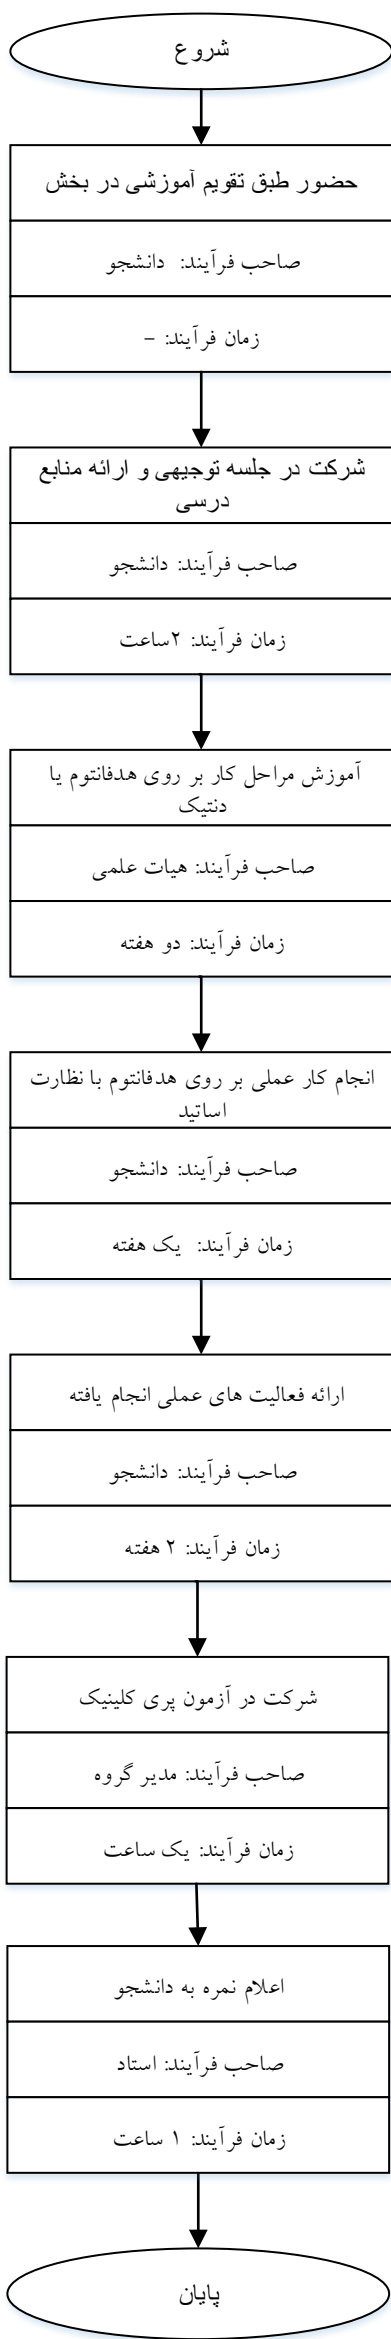 شروع
حضور طبق تقویم آموزشی در بخش
صاحب فرآیند: دانشجو
زمان فرآیند: -
شرکت در جلسه توجیهی و ارائه منابع
درسی
صاحب فرآیند: دانشجو
زمان فرآیند: ۲ساعت
آموزش مراحل کار بر روی هدفانتوم یا
دنتیک
صاحب فرآیند: هیات علمی
زمان فرآیند: دو هفته
انجام کار عملی بر روی هدفانتوم با نظارت
اساتید
صاحب فرآیند: دانشجو
زمان فرآیند: یک هفته
ارائه فعالیت های عملی انجام یافته
صاحب فرآیند: دانشجو
زمان فرآیند: ۲ هفته
شرکت در آزمون پری کلینیک
صاحب فرآیند: مدیر گروه
زمان فرآیند: یک ساعت
اعلام نمره به دانشجو
صاحب فرآیند: استاد
زمان فرآیند: ۱ ساعت
پایان